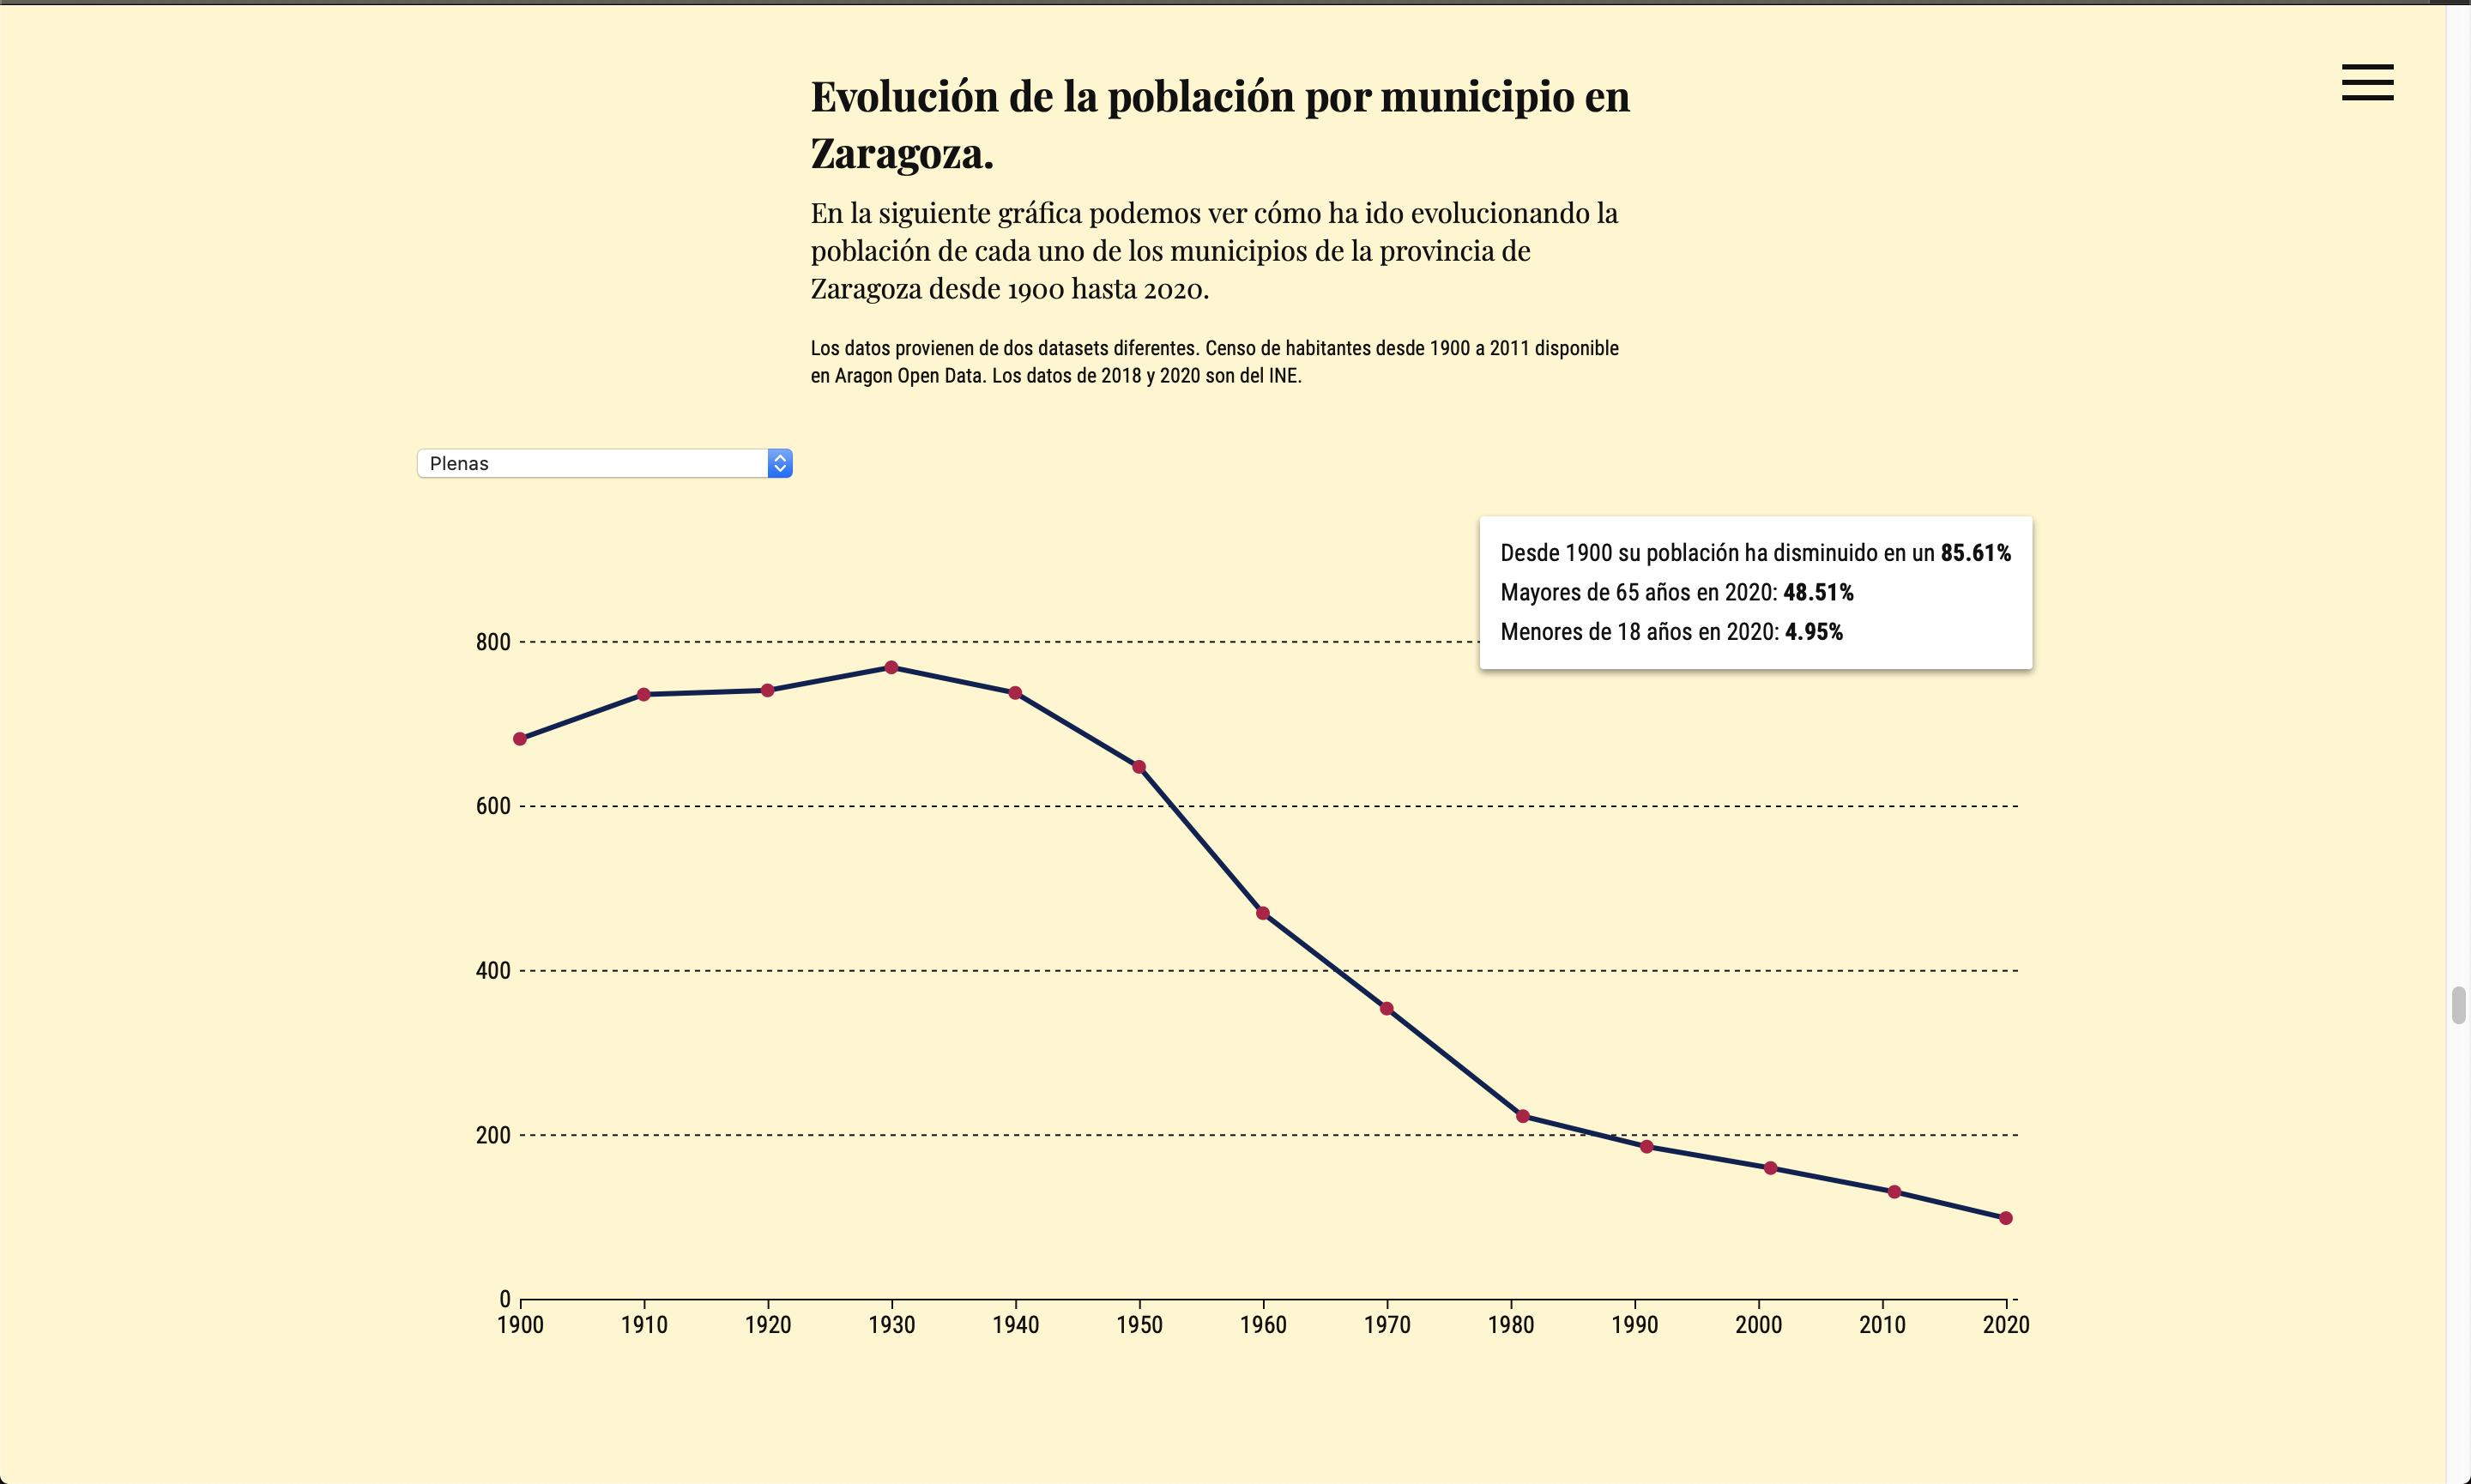 Evolución de la población por municipio en
Zaragoza.
En la siguiente gráfica podemos ver cómo ha ido evolucionando la
población de cada uno de los municipios de la provincia de
Zaragoza desde 1900 hasta 2020.
Los datos provienen de dos datasets diferentes. Censo de habitantes desde 1900 a 2011 disponible
en Aragon Open Data. Los datos de 2018 y 2020 son del INE.
Plenas
Desde 1900 su población ha disminuido en un 85.61%
Mayores de 65 años en 2020: 48.51%
Menores de 18 años en 2020: 4.95%
800
600
400
200
0
1900 1910 1920 1930 1940 1950 1960 1970 1980 1990 2000 2010 2020